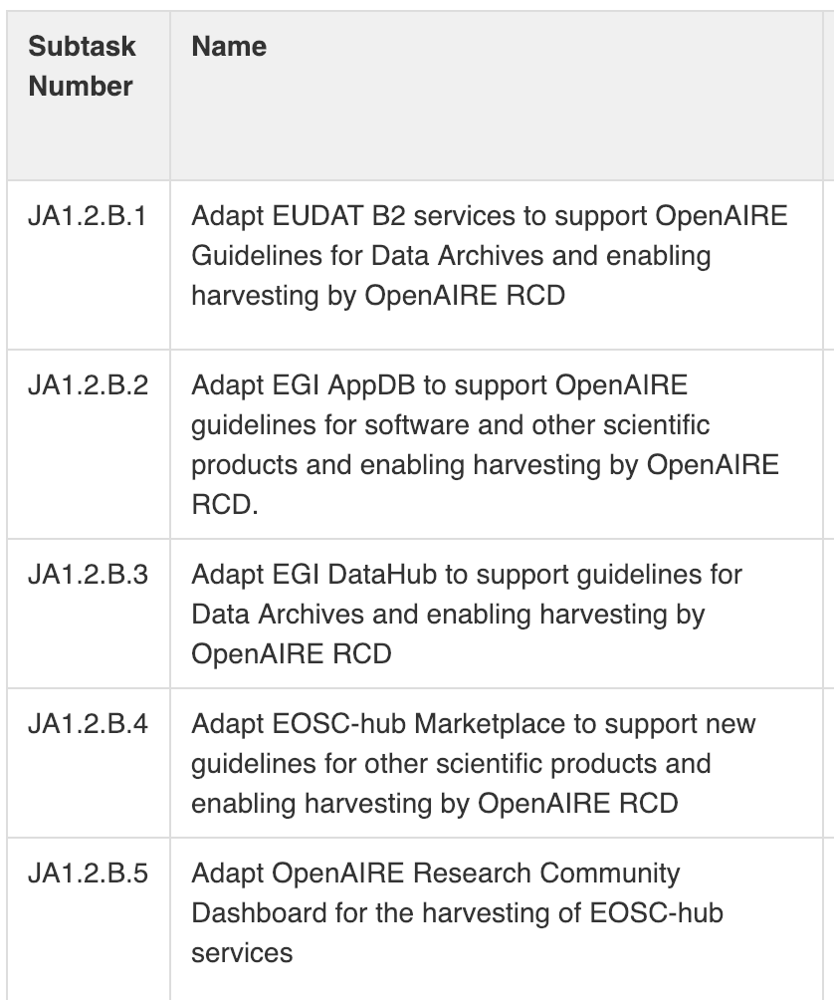 Subtask Number
Name
JA1.2.B.1
Adapt EUDAT B2 services to support OpenAIRE
Guidelines for Data Archives and enabling
harvesting by OpenAIRE RCD
JA1.2.B.2
Adapt EGI AppDB to support OpenAIRE
guidelines for software and other scientific
products and enabling harvesting by OpenAIRE
RCD.
JA1.2.B.3
Adapt EGI DataHub to support guidelines for
Data Archives and enabling harvesting by
OpenAIRE RCD
JA1.2.B.4
Adapt EOSC-hub Marketplace to support new
guidelines for other scientific products and
enabling harvesting by OpenAIRE RCD
JA1.2.B.5
Adapt OpenAIRE Research Community
Dashboard for the harvesting of EOSC-hub
services